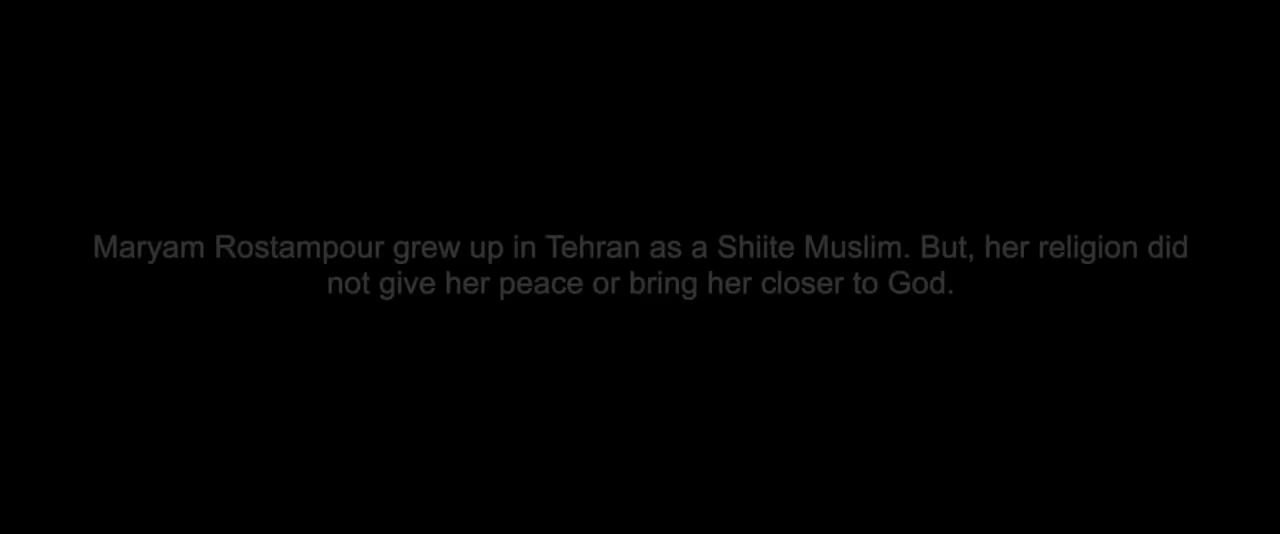 Maryam Rostampour grew up in Tehran as a Shiite Muslim. But, her religion did
not give her peace or bring her closer to God.